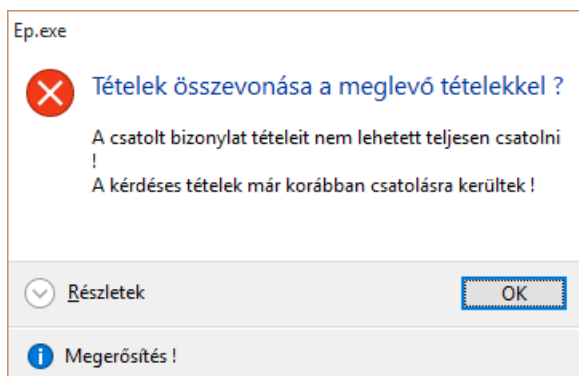 Ep.exe
Tételek összevonása a meglevő tételekkel ?
A csatolt bizonylat tételeit nem lehetett teljesen csatolni
!
A kérdéses tételek már korábban csatolásra kerültek !
Részletek
OK
Megerősítés !